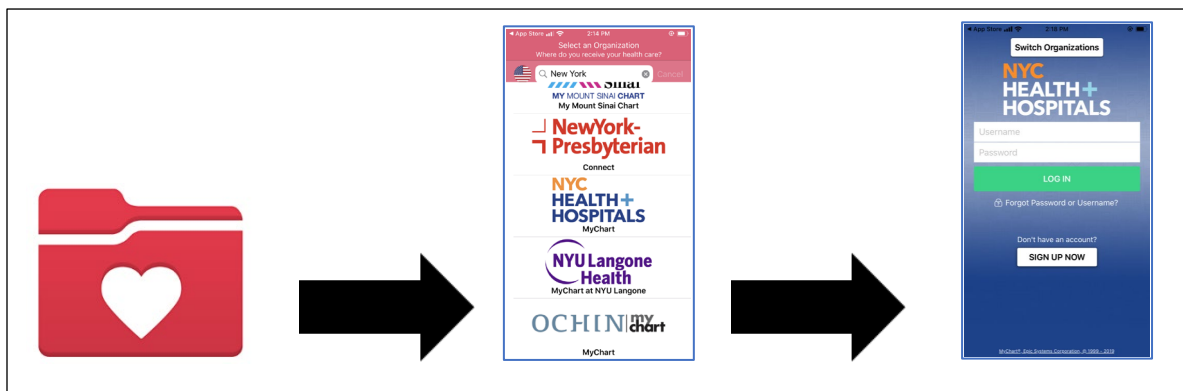 App Store 2:14 PM
Select an Organization
Where do you receive your health care?
New York Cancel
Sinai
MY MOUNT SINAI CHART
My Mount Sinai Chart
NewYork-
Presbyterian
Connect
NYC
HEALTH+
HOSPITALS
MyChart
NYU Langone
Health
MyChart at NYU Langone
OCHIN mychart
MyChart
App Store 2:18 PM
Switch Organizations
NYC
HEALTH+
HOSPITALS
Username
Password
LOG IN
Forgot Password or Username?
Don't have an account?
SIGN UP NOW
MyChart®, Epic Systems Corporation, © 1999 - 2019